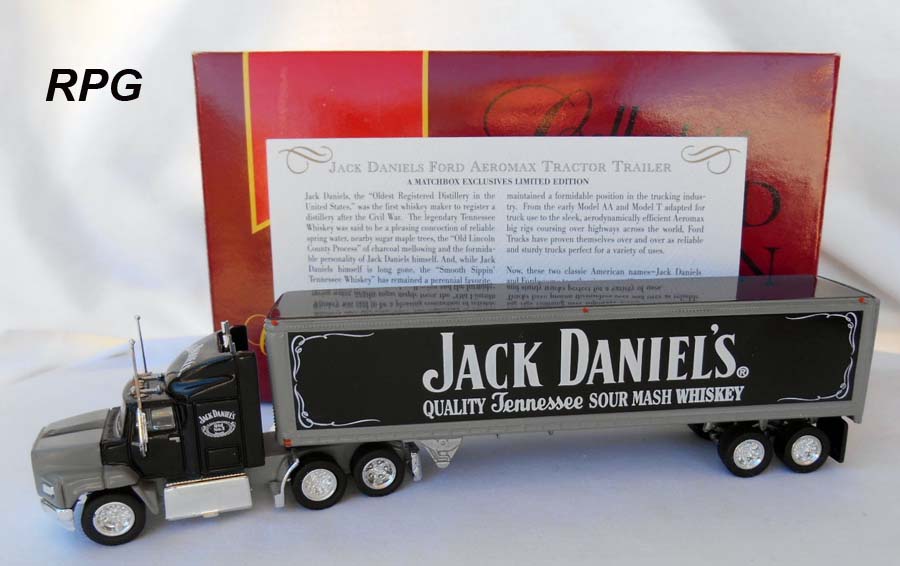 RPG
JACK DANIELS FORD AEROMAX TRACTOR TRAILER
A MATCHBOX EXCLUSIVES LIMITED EDITION
Jack Daniels, the “Oldest Registered Distillery in the
United States,” was the first whiskey maker to register a
distillery after the Civil War. The legendary Tennessee
Whiskey was said to be a pleasing concoction of reliable
spring water, nearby sugar maple trees, the “Old Lincoln
County Process” of charcoal mellowing and the formida-
ble personality of Jack Daniels himself. And, while Jack
Daniels himself is long gone, the “Smooth Sippin’
Tennessee Whiskey” has remained a perennial favorite.
maintained a formidable position in the trucking indus-
try. From the early Model AA and Model T adapted for
truck use to the sleek, aerodynamically efficient Aeromax
big rigs coursing over highways across the world, Ford
Trucks have proven themselves over and over as reliable
and sturdy trucks perfect for a variety of uses.
Now, these two classic American names—Jack Daniels
JACK DANIEL'S®
QUALITY Tennessee SOUR MASH WHISKEY
JACK DANIEL'S